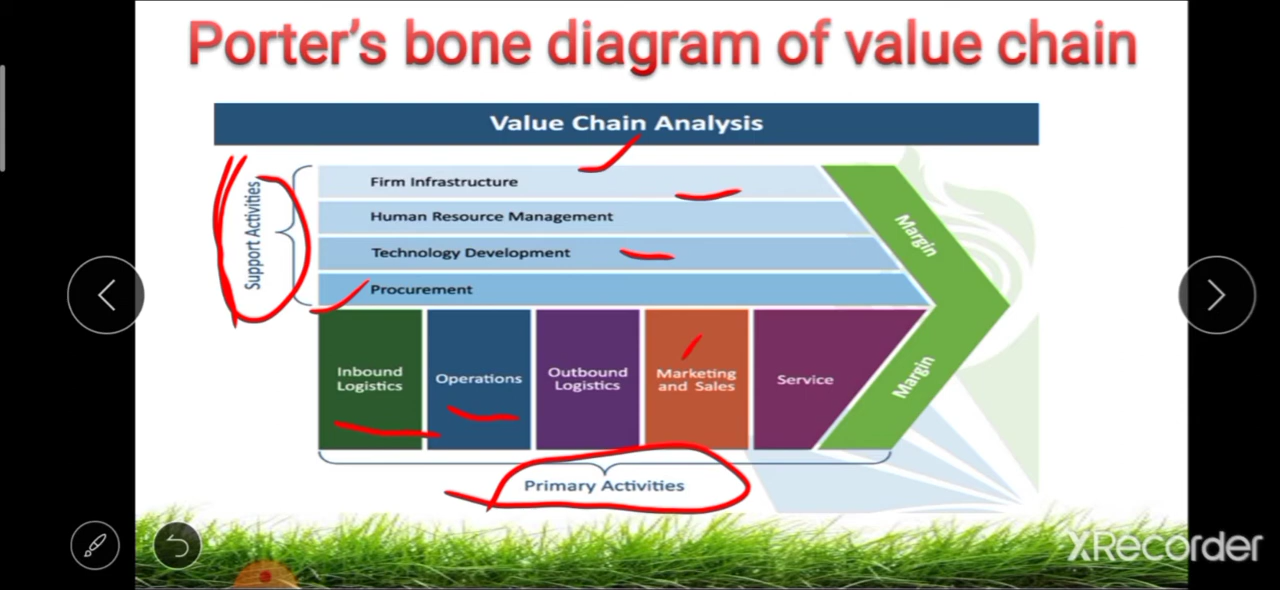 Porter's bone diagram of value chain
Value Chain Analysis
Support Activities
Firm Infrastructure
Human Resource Management
Technology Development
Procurement
Margin
Inbound
Logistics
Operations
Outbound
Logistics
Marketing
and Sales
Service
Margin
Primary Activities
XRecorder